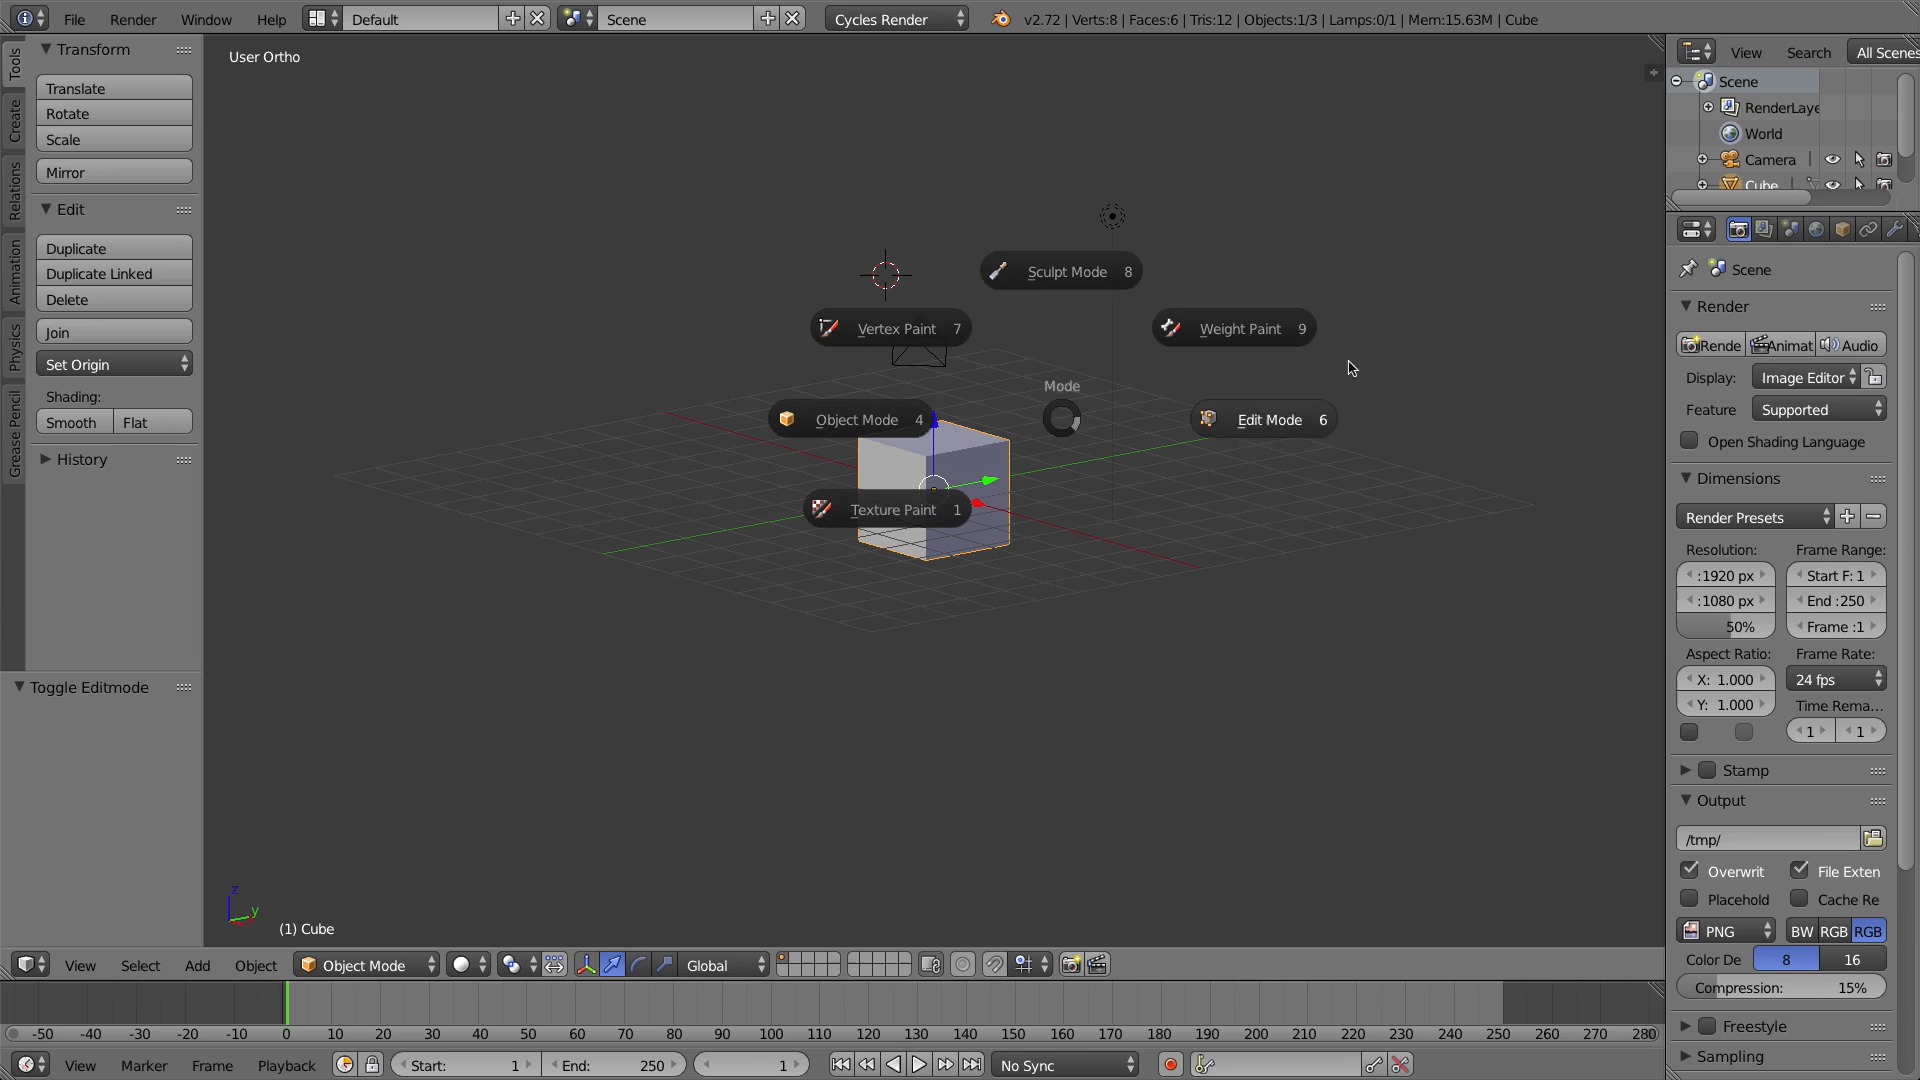 File Render Window Help Default Scene Cycles Render v2.72 | Verts:8 | Faces:6 | Tris:12 | Objects:1/3 | Lamps:0/1 | Mem:15.63M | Cube
Tools
Create
Relations
Animation
Physics
Grease Pencil
Transform
Translate
Rotate
Scale
Mirror
Edit
Duplicate
Duplicate Linked
Delete
Join
Set Origin
Shading:
Smooth Flat
History
Toggle Editmode
User Ortho
Sculpt Mode 8
Vertex Paint 7
Weight Paint 9
Mode
Object Mode 4
Edit Mode 6
Texture Paint 1
z
y
(1) Cube
View Search All Scenes
Scene
RenderLaye
World
Camera
Cube
Scene
Render
Rende Animat Audio
Display: Image Editor
Feature Supported
Open Shading Language
Dimensions
Render Presets
Resolution: Frame Range:
:1920 px Start F: 1
:1080 px End :250
50% Frame :1
Aspect Ratio: Frame Rate:
X: 1.000 24 fps
Y: 1.000 Time Rema...
1 1
Stamp
Output
/tmp/
Overwrit File Exten
Placehold Cache Re
PNG BW RGB RGB
Color De 8 16
Compression: 15%
Freestyle
Sampling
View Select Add Object Object Mode Global
-50 -40 -30 -20 -10 0 10 20 30 40 50 60 70 80 90 100 110 120 130 140 150 160 170 180 190 200 210 220 230 240 250 260 270 280
View Marker Frame Playback Start: 1 End: 250 1 No Sync